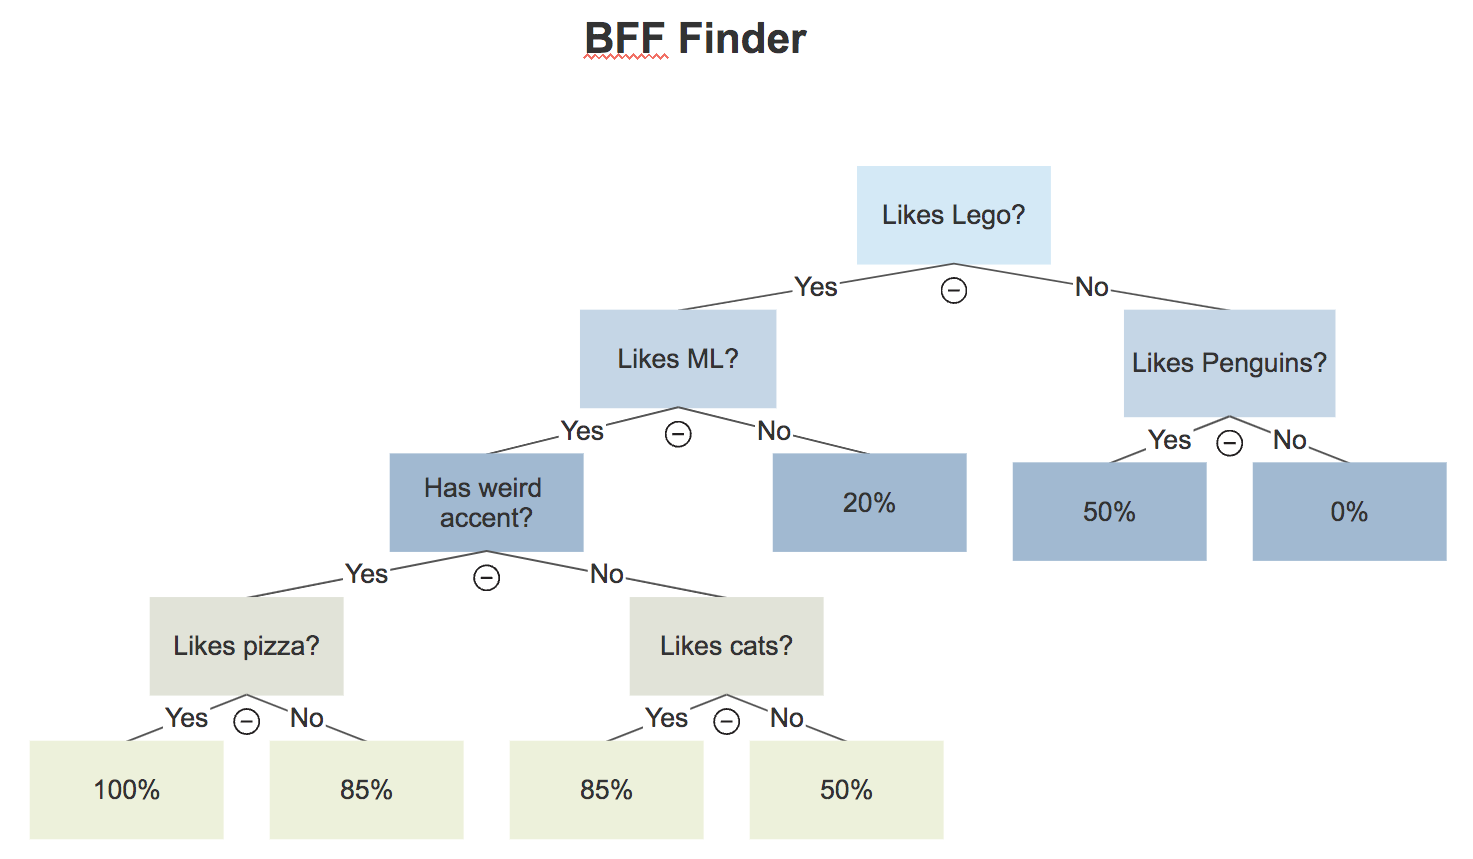 BFF Finder
Likes Lego?
Yes
No
Likes ML?
Likes Penguins?
Yes
No
Yes
No
Has weird
accent?
20%
50%
0%
Yes
No
Likes pizza?
Likes cats?
Yes
No
Yes
No
100%
85%
85%
50%